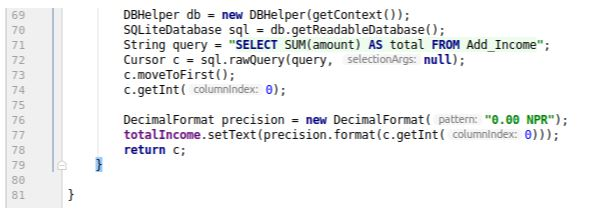 69 DBHelper db = new DBHelper(getContext());
70 SQLiteDatabase sql = db.getReadableDatabase();
71 String query = "SELECT SUM(amount) AS total FROM Add_Income";
72 Cursor c = sql.rawQuery(query, selectionArgs: null);
73 c.moveToFirst();
74 c.getInt( columnIndex: 0);
75
76 DecimalFormat precision = new DecimalFormat( pattern: "0.00 NPR");
77 totalIncome.setText(precision.format(c.getInt( columnIndex: 0)));
78 return c;
79 }
80
81 }